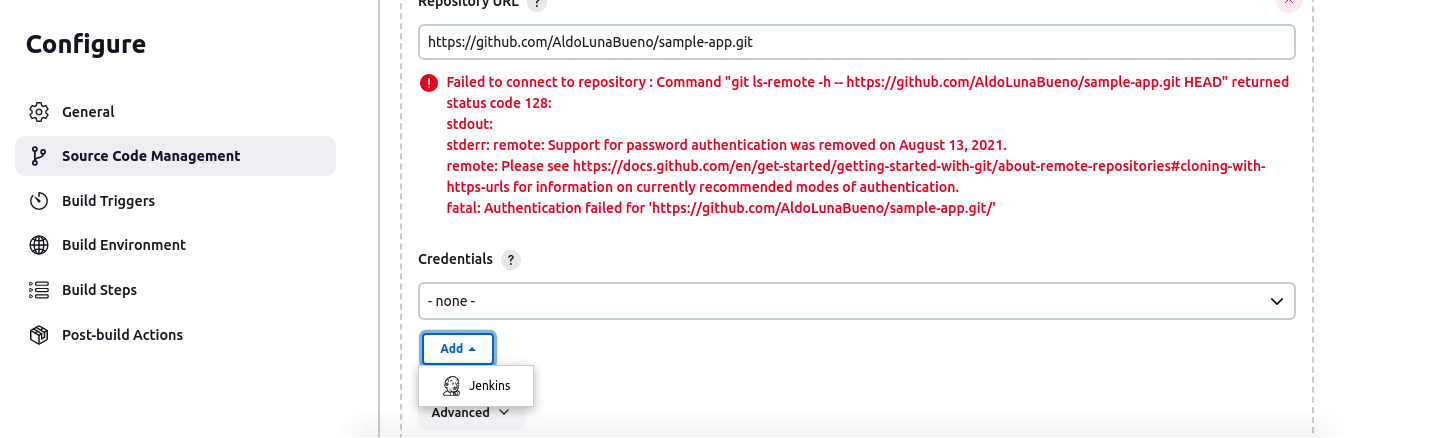 Configure
General
Source Code Management
Build Triggers
Build Environment
Build Steps
Post-build Actions
Repository URL ?
https://github.com/AldoLunaBueno/sample-app.git
Failed to connect to repository : Command "git ls-remote -h -- https://github.com/AldoLunaBueno/sample-app.git HEAD" returned
status code 128:
stdout:
stderr: remote: Support for password authentication was removed on August 13, 2021.
remote: Please see https://docs.github.com/en/get-started/getting-started-with-git/about-remote-repositories#cloning-with-
https-urls for information on currently recommended modes of authentication.
fatal: Authentication failed for 'https://github.com/AldoLunaBueno/sample-app.git/'
Credentials ?
- none -
Add
Jenkins
Advanced